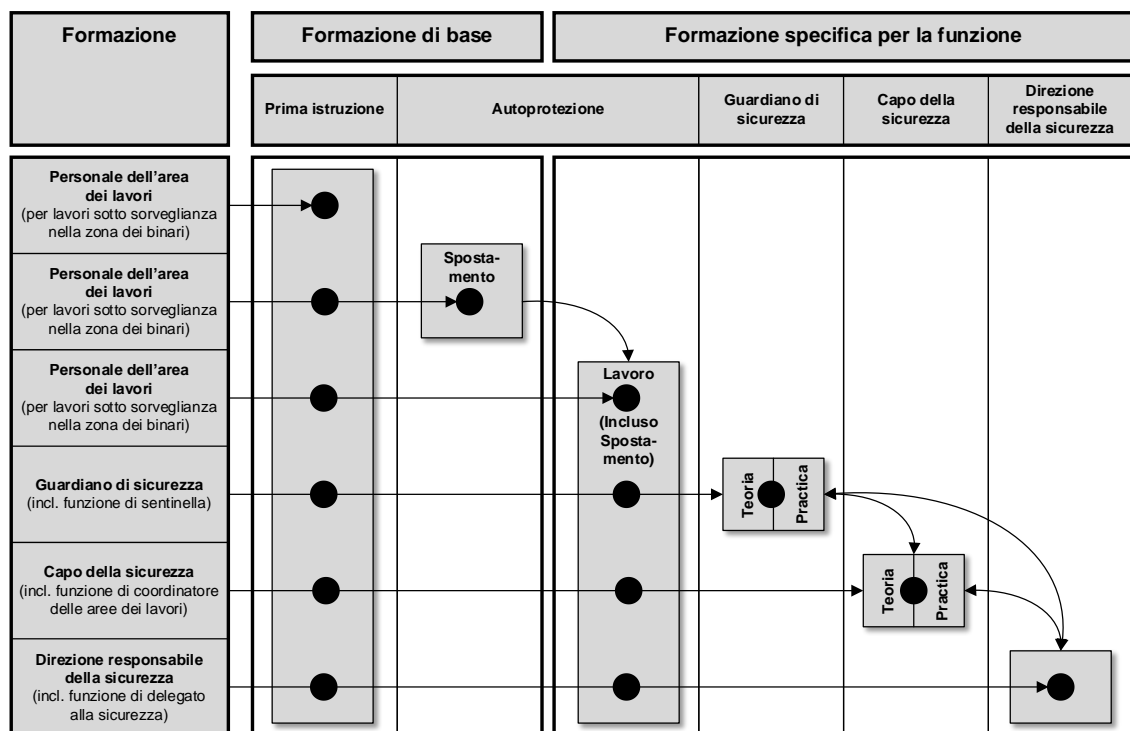 Formazione
Formazione di base
Formazione specifica per la funzione
Prima istruzione
Autoprotezione
Guardiano di
sicurezza
Capo della
sicurezza
Direzione
responsabile
della sicurezza
Personale dell'area
dei lavori
(per lavori sotto sorveglianza
nella zona dei binari)
Personale dell'area
dei lavori
(per lavori sotto sorveglianza
nella zona dei binari)
Sposta-
mento
Personale dell'area
dei lavori
(per lavori sotto sorveglianza
nella zona dei binari)
Lavoro
(Incluso
Sposta-
mento)
Guardiano di sicurezza
(incl. funzione di sentinella)
Teoria
Practica
Capo della sicurezza
(incl. funzione di coordinatore
delle aree dei lavori)
Teoria
Practica
Direzione responsabile
della sicurezza
(incl. funzione di delegato
alla sicurezza)